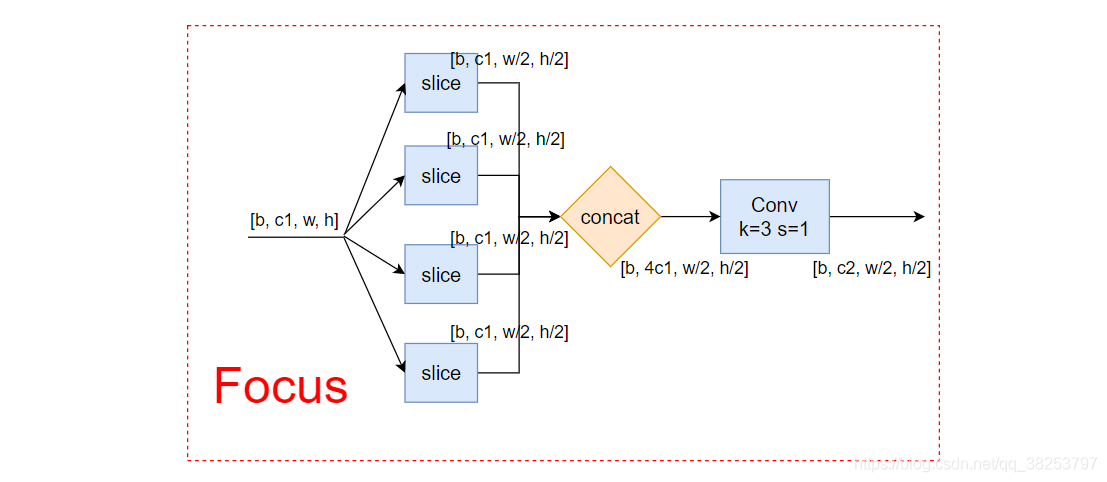 [b, c1, w/2, h/2]
slice
[b, c1, w/2, h/2]
slice
[b, c1, w, h]
concat
Conv
k=3 s=1
[b, c1, w/2, h/2]
slice
[b, 4c1, w/2, h/2]
[b, c2, w/2, h/2]
[b, c1, w/2, h/2]
slice
Focus
https://blog.csdn.net/qq_38253797